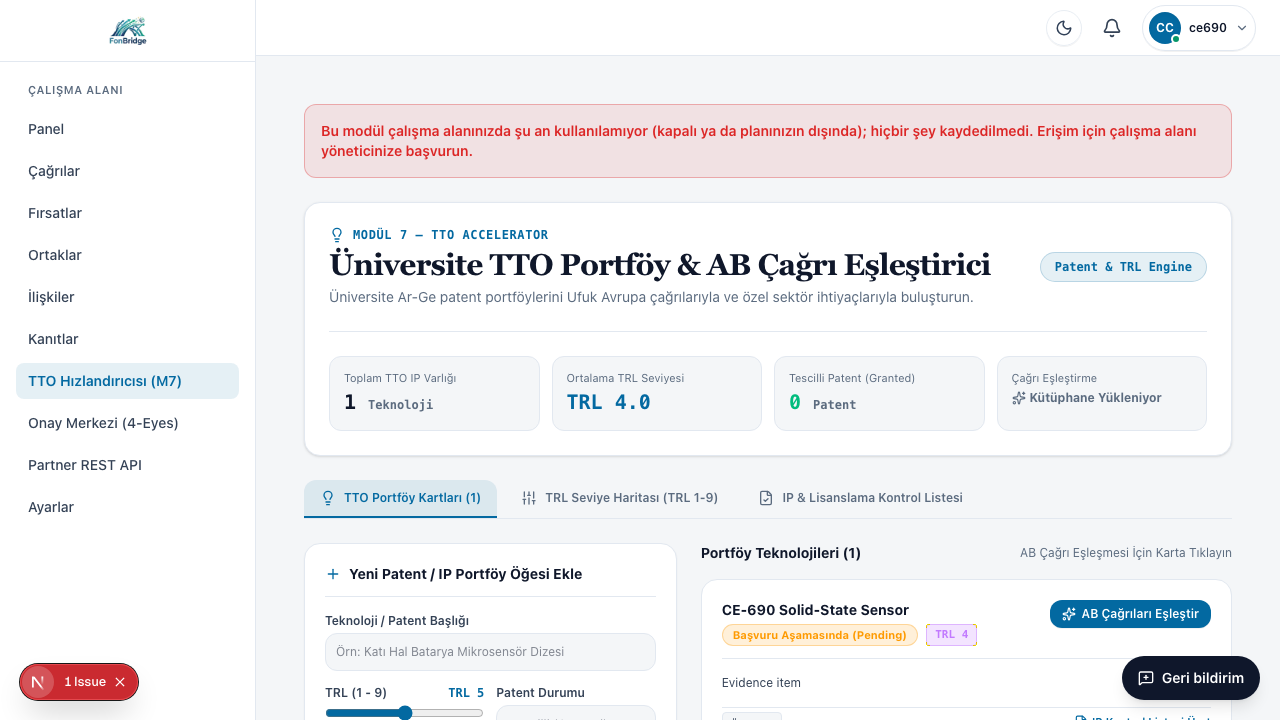 FonBridge
CC
ce690
ÇALIŞMA ALANI
Panel
Çağrılar
Fırsatlar
Ortaklar
İlişkiler
Kanıtlar
TTO Hızlandırıcısı (M7)
Onay Merkezi (4-Eyes)
Partner REST API
Ayarlar
1 Issue
Bu modül çalışma alanınızda şu an kullanılamıyor (kapalı ya da planınızın dışında); hiçbir şey kaydedilmedi. Erişim için çalışma alanı
yöneticinize başvurun.
MODÜL 7 — TTO ACCELERATOR
Üniversite TTO Portföy & AB Çağrı Eşleştirici
Patent & TRL Engine
Üniversite Ar-Ge patent portföylerini Ufuk Avrupa çağrılarıyla ve özel sektör ihtiyaçlarıyla buluşturun.
Toplam TTO IP Varlığı
1 Teknoloji
Ortalama TRL Seviyesi
TRL 4.0
Tescilli Patent (Granted)
0 Patent
Çağrı Eşleştirme
Kütüphane Yükleniyor
TTO Portföy Kartları (1)
TRL Seviye Haritası (TRL 1-9)
IP & Lisanslama Kontrol Listesi
Yeni Patent / IP Portföy Öğesi Ekle
Teknoloji / Patent Başlığı
Örn: Katı Hal Batarya Mikrosensör Dizesi
TRL (1 - 9)
TRL 5
Patent Durumu
Portföy Teknolojileri (1)
AB Çağrı Eşleşmesi İçin Karta Tıklayın
CE-690 Solid-State Sensor
AB Çağrıları Eşleştir
Başvuru Aşamasında (Pending)
TRL 4
Evidence item
Geri bildirim